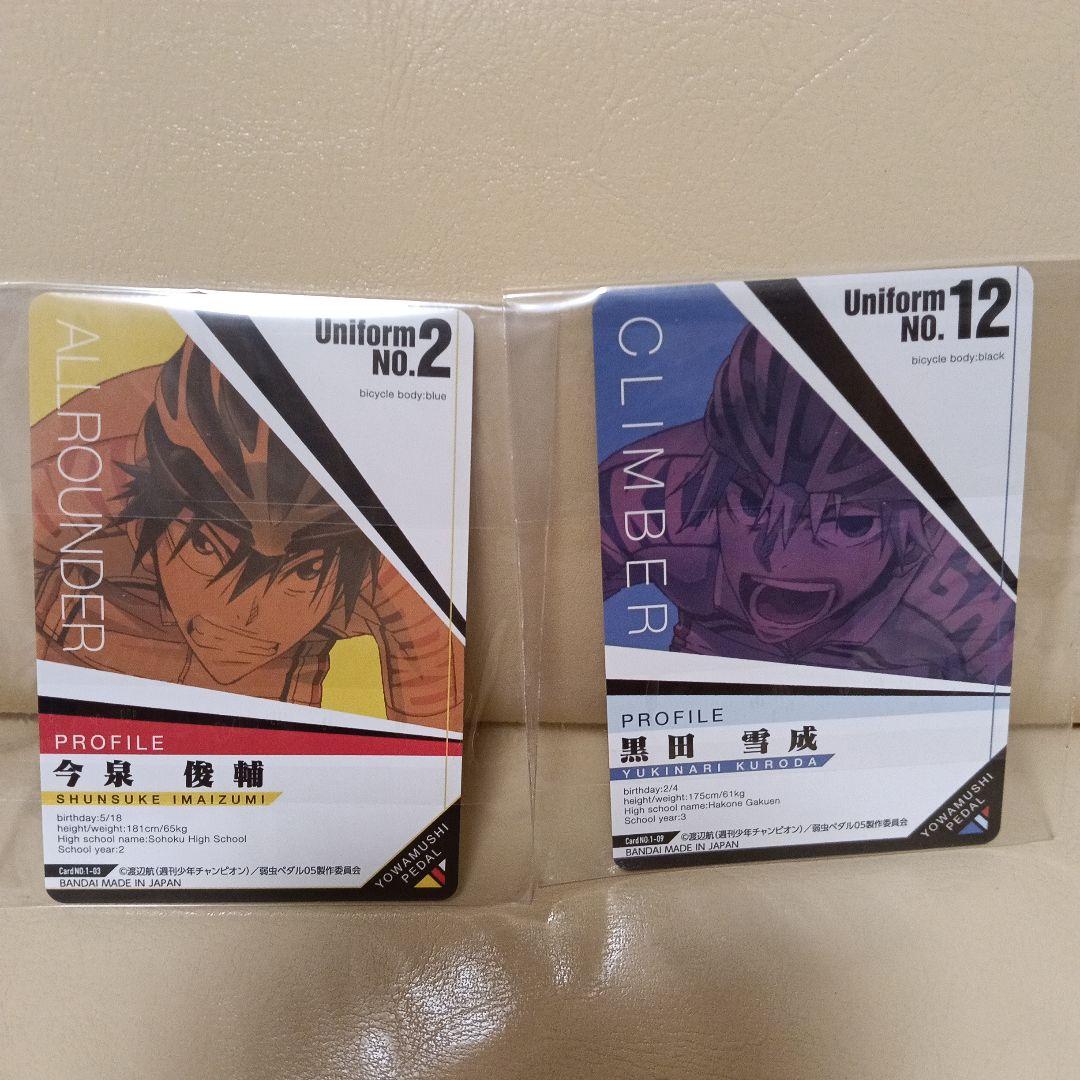 ALLROUNDER
Uniform
NO.2
bicycle body:blue
PROFILE
今泉 俊輔
SHUNSUKE IMAIZUMI
birthday:5/18
height/weight:181cm/65kg
High school name:Sohoku High School
School year:2
Card NO.1-03 ©渡辺航(週刊少年チャンピオン)/弱虫ペダル05製作委員会
BANDAI MADE IN JAPAN
YOWAMUSHI
PEDAL
CLIMBER
Uniform
NO.12
bicycle body:black
PROFILE
黒田 雪成
YUKINARI KURODA
birthday:2/4
height/weight:175cm/61kg
High school name:Hakone Gakuen
School year:3
Card NO.1-09 ©渡辺航(週刊少年チャンピオン)/弱虫ペダル05製作委員会
BANDAI MADE IN JAPAN
YOWAMUSHI
PEDAL